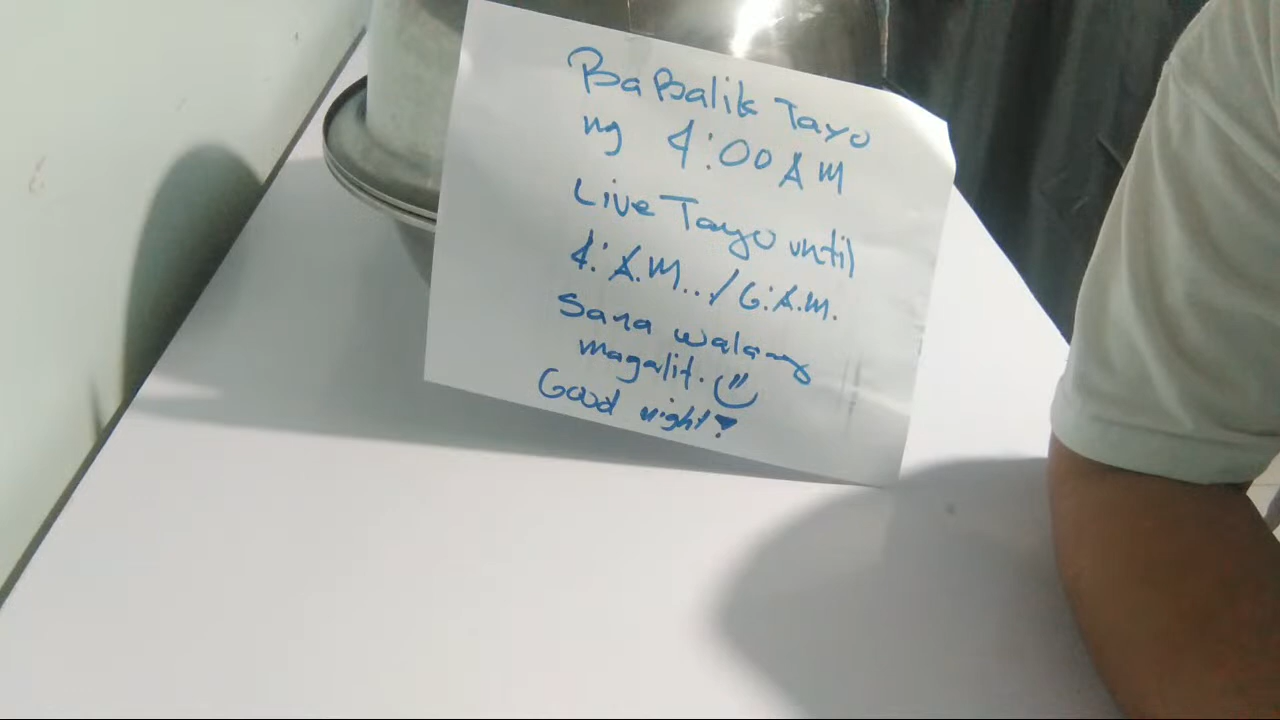 BaBalik Tayo
ng 4:00 AM
Live Tayo until
4:A.M../6:A.M.
Sana walang
magalit.
Good night!